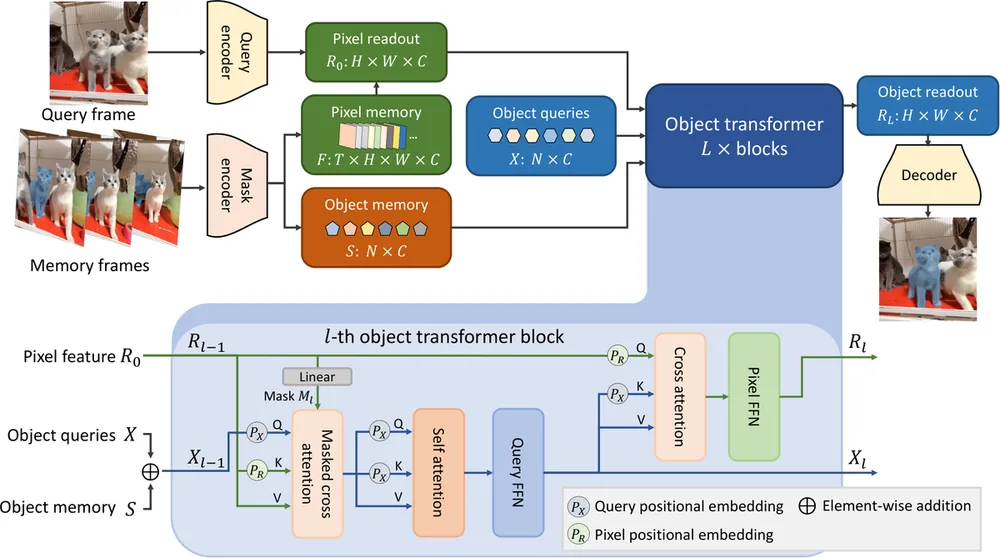 Query frame
Query
encoder
Pixel readout
R₀: H × W × C
Pixel memory
...
F: T × H × W × C
Object queries
X: N × C
Object transformer
L × blocks
Object readout
R_L: H × W × C
Decoder
Mask
encoder
Object memory
S: N × C
Memory frames
l-th object transformer block
Pixel feature R₀
R_{l−1}
Linear
Mask M_l
P_R Q
Cross attention
Pixel FFN
R_l
P_X K
V
Object queries X
X_{l−1}
P_X Q
P_R K
V
Masked cross
attention
P_X Q
P_X K
V
Self attention
Query FFN
X_l
Object memory S
P_X Query positional embedding
⊕ Element-wise addition
P_R Pixel positional embedding